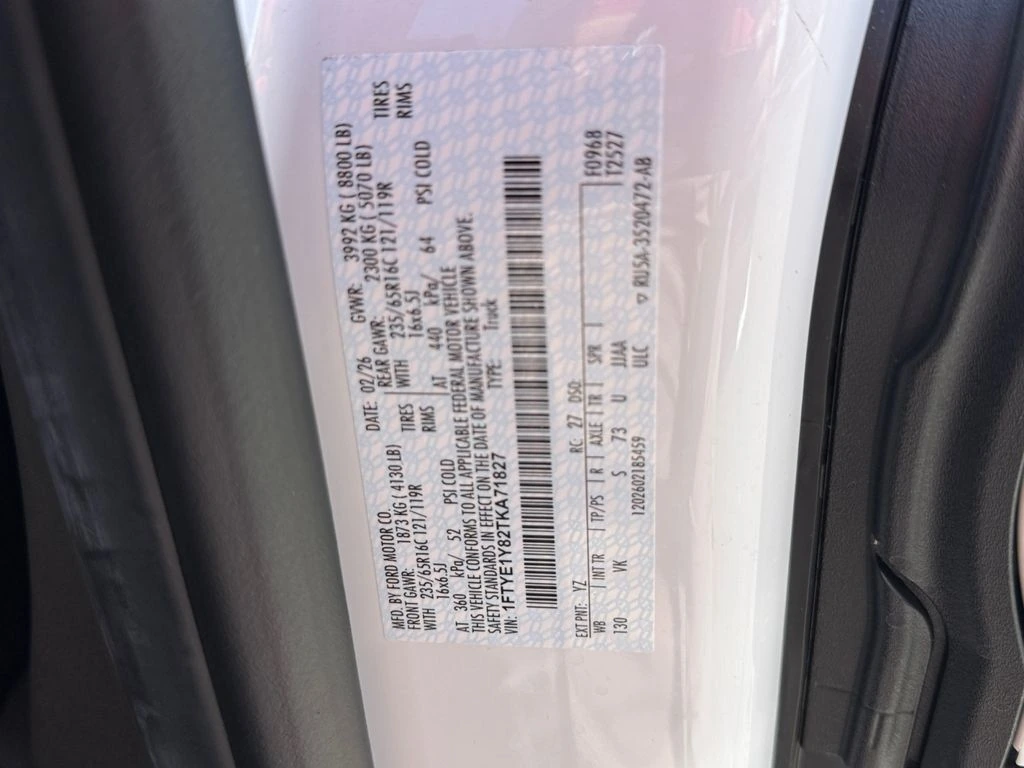 MFD. BY FORD MOTOR CO. DATE: 02/26 GVWR: 3992 KG ( 8800 LB)
FRONT GAWR: 1873 KG ( 4130 LB) REAR GAWR: 2300 KG ( 5070 LB)
WITH 235/65R16C 121/119R TIRES WITH 235/65R16C 121/119R TIRES
16x6.5J RIMS 16x6.5J RIMS
AT 360 kPa/ 52 PSI COLD AT 440 kPa/ 64 PSI COLD
THIS VEHICLE CONFORMS TO ALL APPLICABLE FEDERAL MOTOR VEHICLE
SAFETY STANDARDS IN EFFECT ON THE DATE OF MANUFACTURE SHOWN ABOVE.
VIN: 1FTYE1Y82TKA71827 TYPE: Truck
EXT PNT: YZ RC: 27 DSO: F0968
WB INT TR TP/PS R AXLE TR SPR T2527
130 VK S 73 U JJAA
1202602185459 ULC ▽ RU5A-3520472-AB